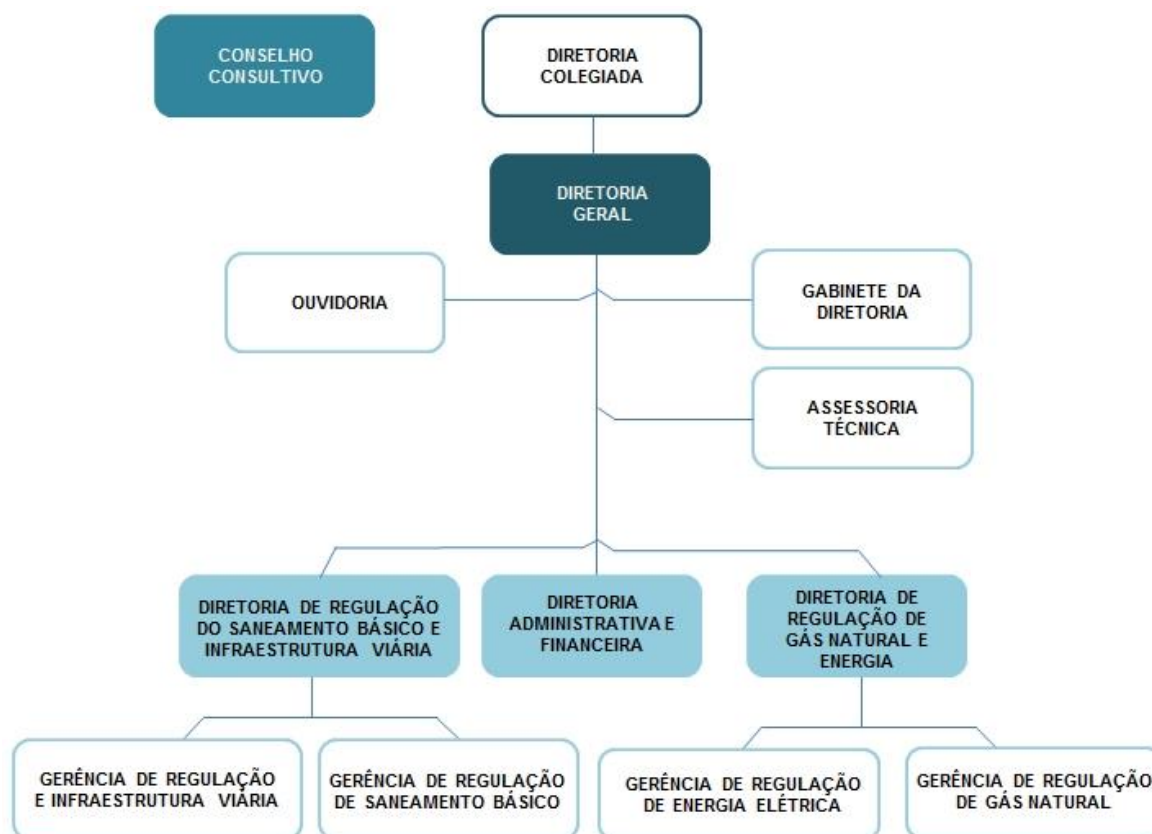 CONSELHO
CONSULTIVO
DIRETORIA
COLEGIADA
DIRETORIA
GERAL
OUVIDORIA
GABINETE DA
DIRETORIA
ASSESSORIA
TÉCNICA
DIRETORIA DE REGULAÇÃO
DO SANEAMENTO BÁSICO E
INFRAESTRUTURA VIÁRIA
DIRETORIA
ADMINISTRATIVA E
FINANCEIRA
DIRETORIA DE
REGULAÇÃO DE
GÁS NATURAL E
ENERGIA
GERÊNCIA DE REGULAÇÃO
E INFRAESTRUTURA VIÁRIA
GERÊNCIA DE REGULAÇÃO
DE SANEAMENTO BÁSICO
GERÊNCIA DE REGULAÇÃO
DE ENERGIA ELÉTRICA
GERÊNCIA DE REGULAÇÃO
DE GÁS NATURAL